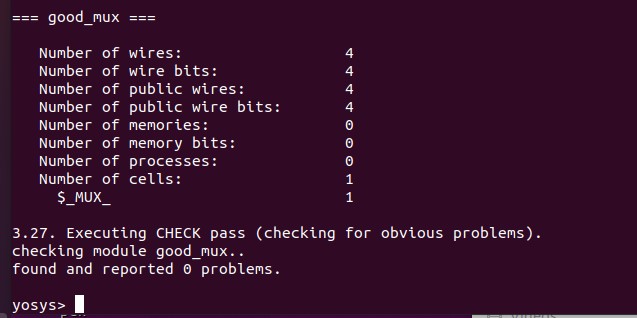 === good_mux ===
Number of wires: 4
Number of wire bits: 4
Number of public wires: 4
Number of public wire bits: 4
Number of memories: 0
Number of memory bits: 0
Number of processes: 0
Number of cells: 1
$_MUX_ 1
3.27. Executing CHECK pass (checking for obvious problems).
checking module good_mux..
found and reported 0 problems.
yosys>